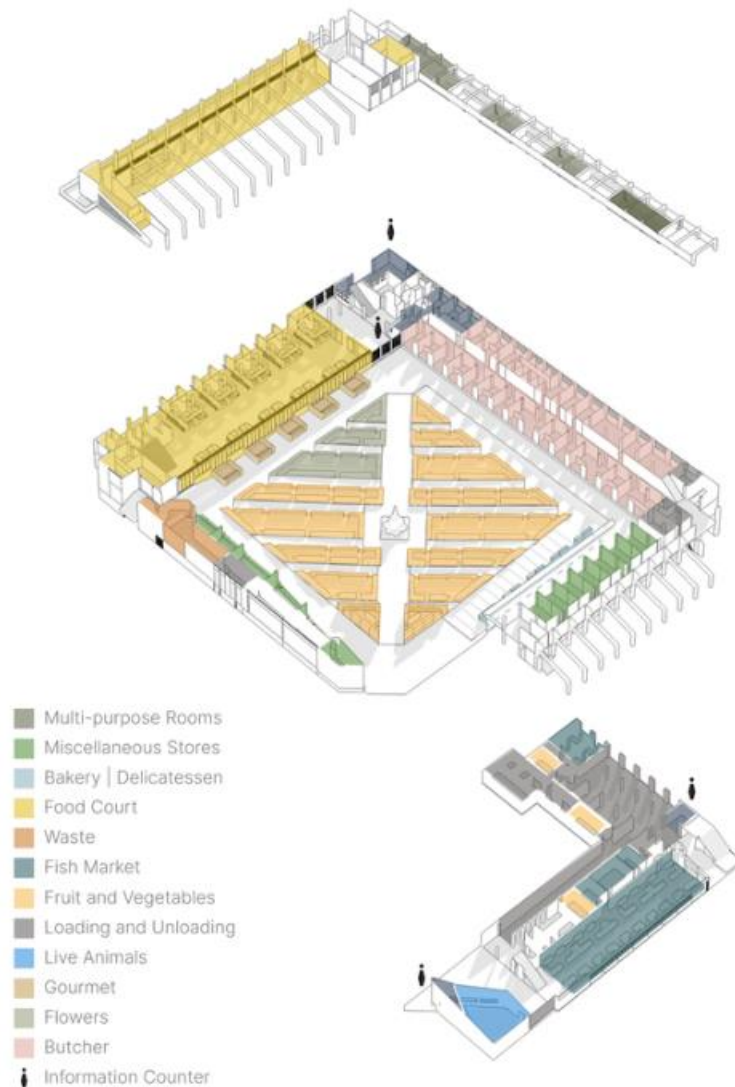 Multi-purpose Rooms
Miscellaneous Stores
Bakery | Delicatessen
Food Court
Waste
Fish Market
Fruit and Vegetables
Loading and Unloading
Live Animals
Gourmet
Flowers
Butcher
Information Counter